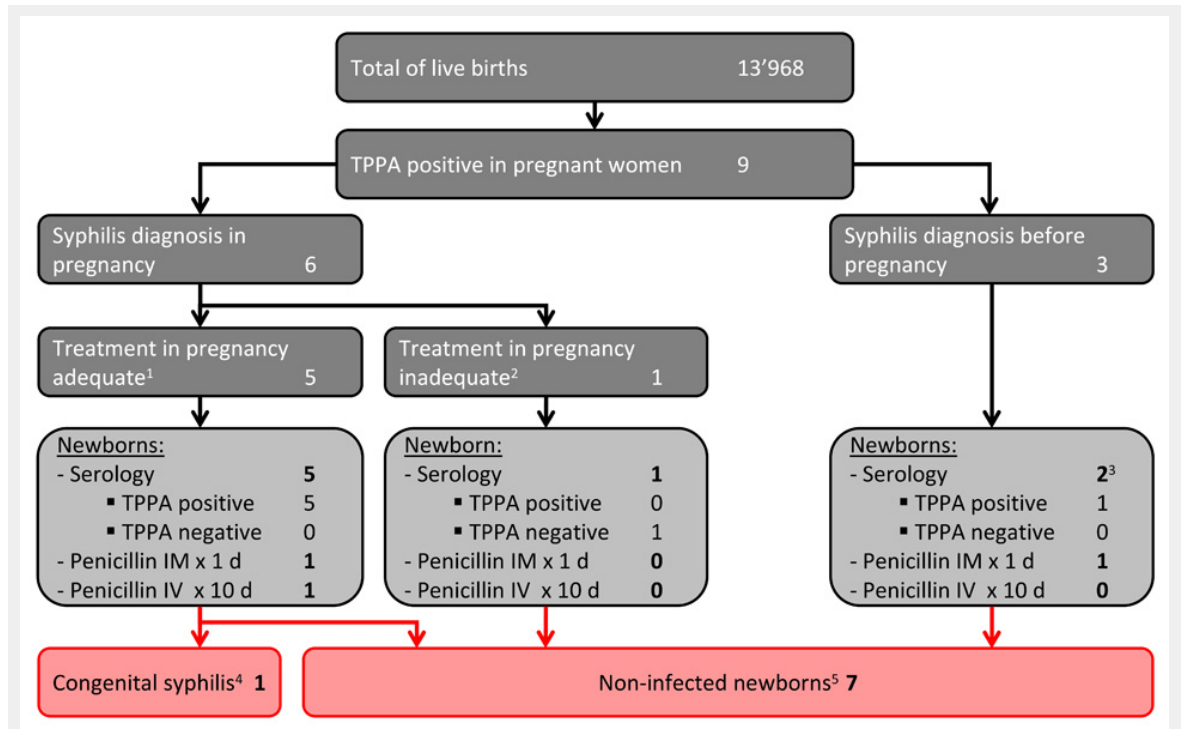 Total of live births 13’968
TPPA positive in pregnant women 9
Syphilis diagnosis in
pregnancy 6
Syphilis diagnosis before
pregnancy 3
Treatment in pregnancy
adequate¹ 5
Treatment in pregnancy
inadequate² 1
Newborns:
- Serology 5
▪ TPPA positive 5
▪ TPPA negative 0
- Penicillin IM x 1 d 1
- Penicillin IV x 10 d 1
Newborn:
- Serology 1
▪ TPPA positive 0
▪ TPPA negative 1
- Penicillin IM x 1 d 0
- Penicillin IV x 10 d 0
Newborns:
- Serology 2³
▪ TPPA positive 1
▪ TPPA negative 0
- Penicillin IM x 1 d 1
- Penicillin IV x 10 d 0
Congenital syphilis⁴ 1
Non-infected newborns⁵ 7